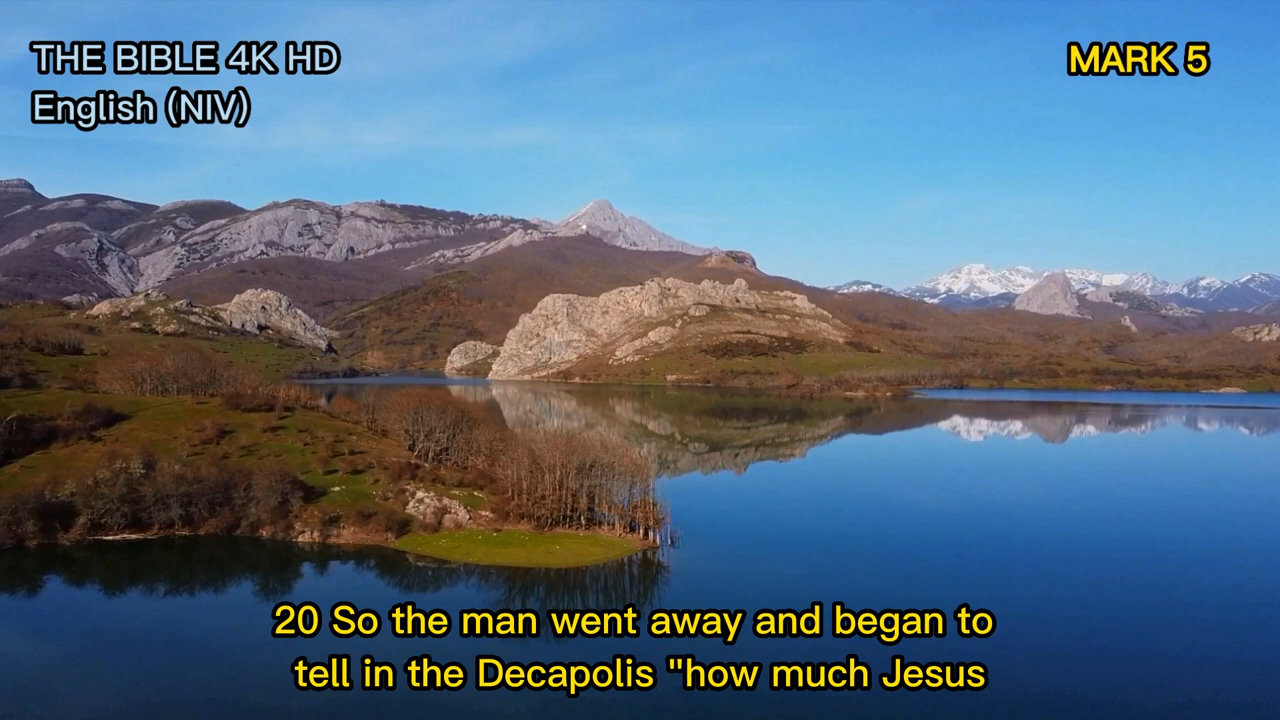 THE BIBLE 4K HD
English (NIV)
MARK 5
20 So the man went away and began to
tell in the Decapolis "how much Jesus